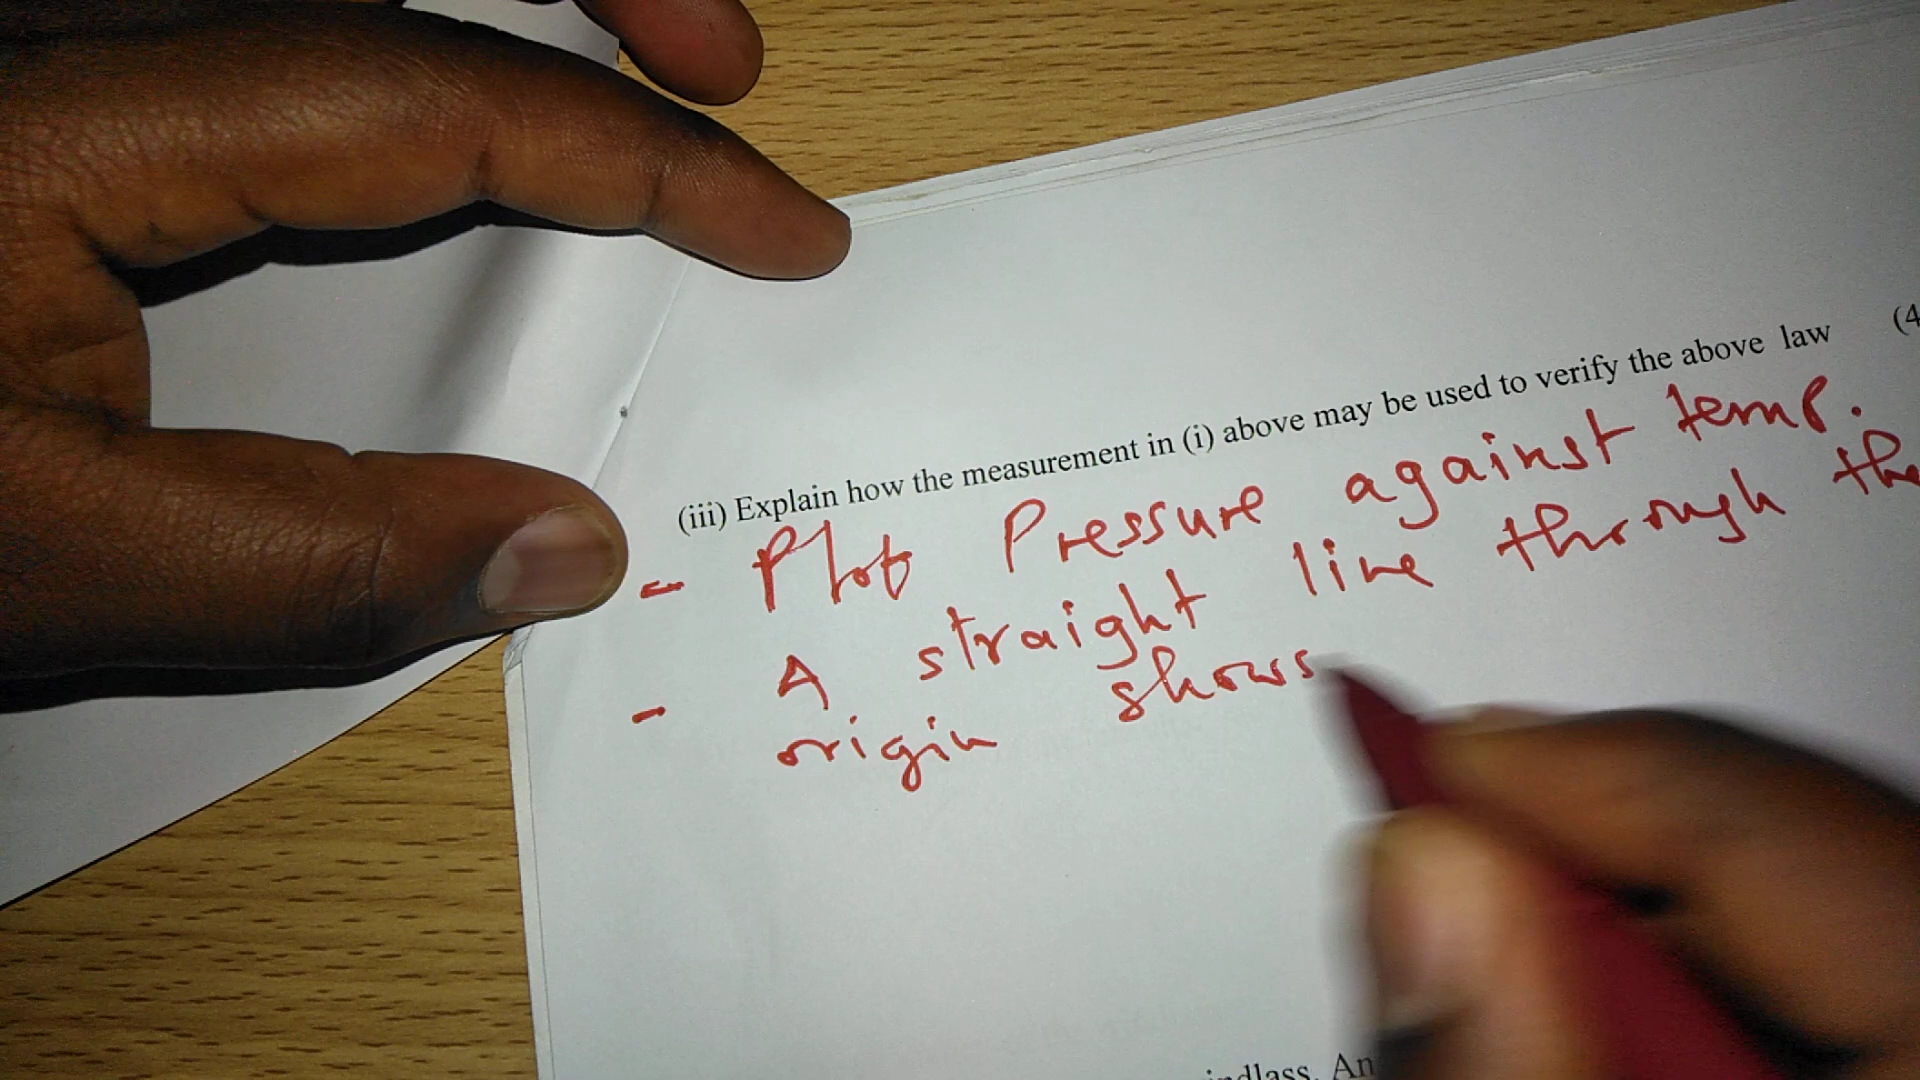 (iii) Explain how the measurement in (i) above may be used to verify the above law (4
- Plot Pressure against temp.
- A straight line through the
origin shows
indlass. An